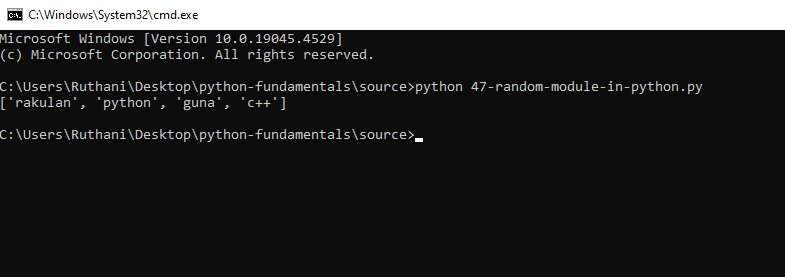 C:\Windows\System32\cmd.exe
Microsoft Windows [Version 10.0.19045.4529]
(c) Microsoft Corporation. All rights reserved.
C:\Users\Ruthani\Desktop\python-fundamentals\source>python 47-random-module-in-python.py
['rakulan', 'python', 'guna', 'c++']
C:\Users\Ruthani\Desktop\python-fundamentals\source>